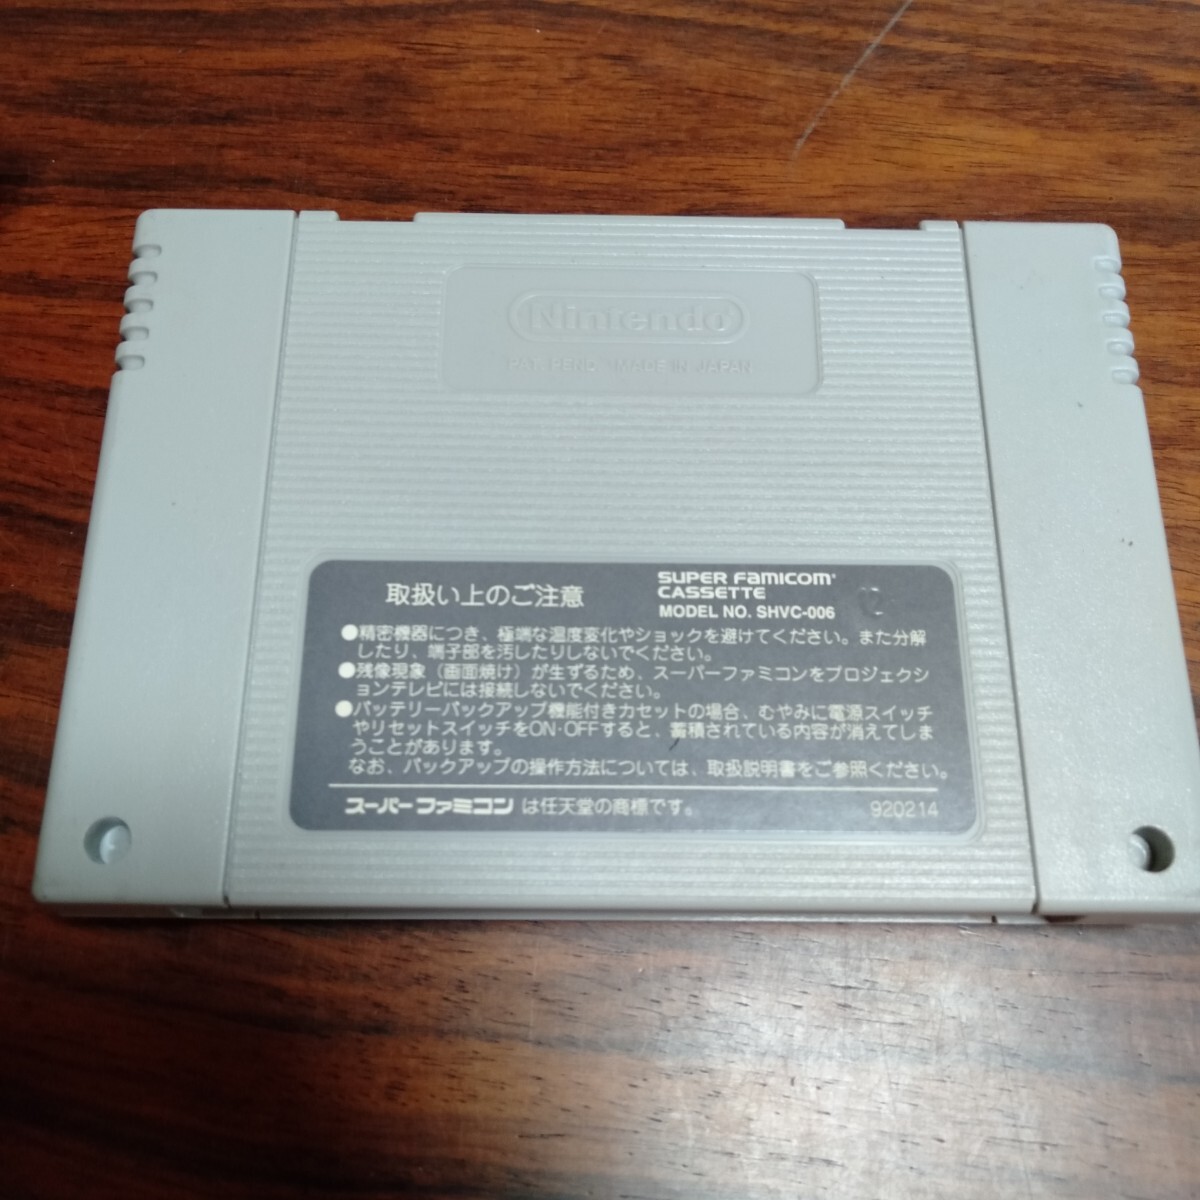 Nintendo
PAT. PEND. MADE IN JAPAN
取扱い上のご注意
SUPER FAMICOM
CASSETTE
MODEL NO. SHVC-006
●精密機器につき、極端な温度変化やショックを避けてください。また分解
したり、端子部を汚したりしないでください。
●残像現象（画面焼け）が生ずるため、スーパーファミコンをプロジェクシ
ョンテレビには接続しないでください。
●バッテリーバックアップ機能付きカセットの場合、むやみに電源スイッチ
やリセットスイッチをON・OFFすると、蓄積されている内容が消えてしま
うことがあります。
なお、バックアップの操作方法については、取扱説明書をご参照ください。
スーパーファミコン は任天堂の商標です。
920214